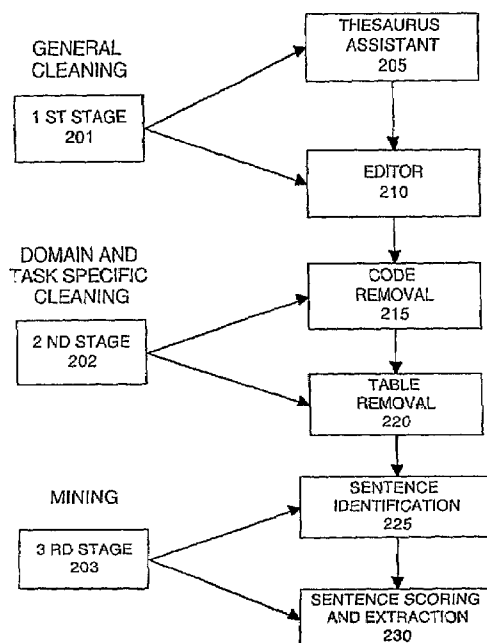 GENERAL
CLEANING
1 ST STAGE
201
THESAURUS
ASSISTANT
205
EDITOR
210
DOMAIN AND
TASK SPECIFIC
CLEANING
2 ND STAGE
202
CODE
REMOVAL
215
TABLE
REMOVAL
220
MINING
3 RD STAGE
203
SENTENCE
IDENTIFICATION
225
SENTENCE SCORING
AND EXTRACTION
230